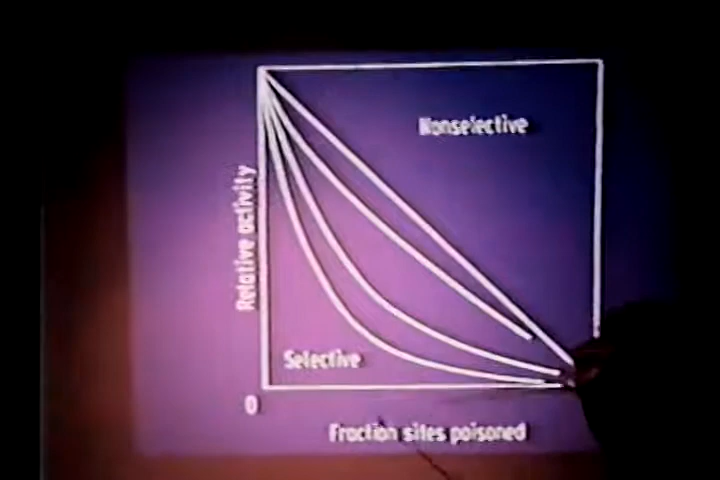 Nonselective
Relative activity
Selective
0
Fraction sites poisoned